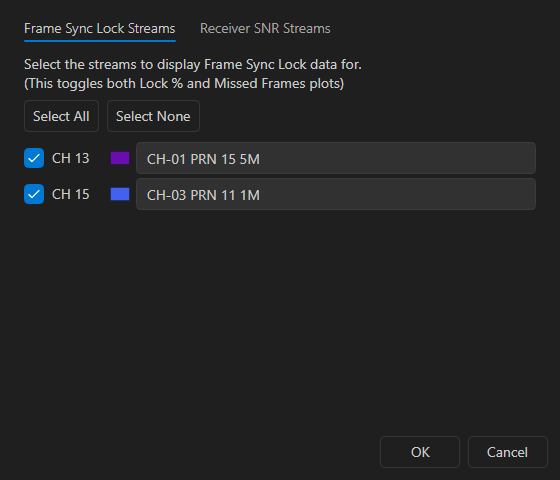 Frame Sync Lock Streams Receiver SNR Streams
Select the streams to display Frame Sync Lock data for.
(This toggles both Lock % and Missed Frames plots)
Select All Select None
CH 13 CH-01 PRN 15 5M
CH 15 CH-03 PRN 11 1M
OK Cancel